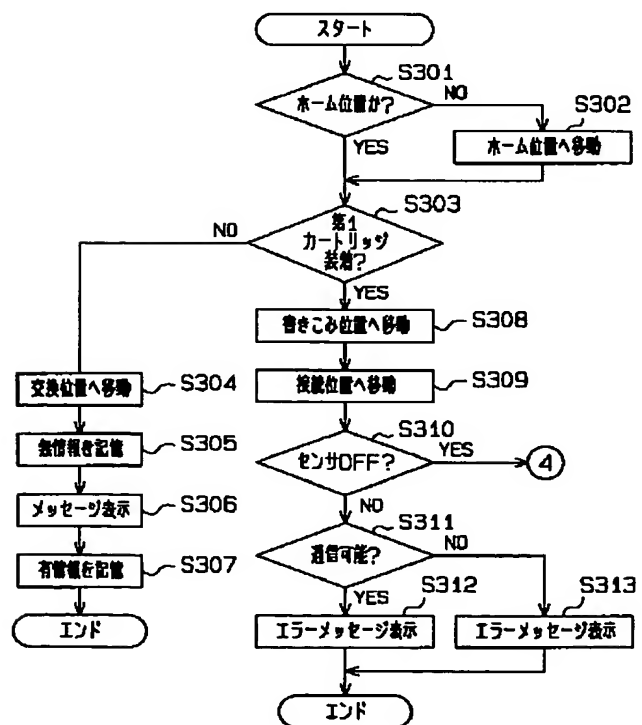 スタート
S301
ホーム位置か?
NO
S302
YES
ホーム位置へ移動
S303
NO
第1
カートリッジ
装着?
YES
書きこみ位置へ移動
S308
交換位置へ移動
S304
接続位置へ移動
S309
無情報を記憶
S305
S310
センサOFF?
YES
4
メッセージ表示
S306
NO
S311
有情報を記憶
S307
通信可能?
NO
エンド
YES
S312
S313
エラーメッセージ表示
エラーメッセージ表示
エンド